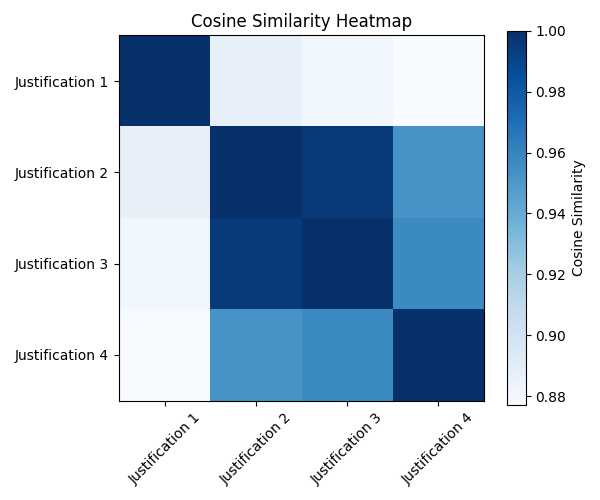 Cosine Similarity Heatmap
Justification 1
Justification 2
Justification 3
Justification 4
Justification 1
Justification 2
Justification 3
Justification 4
1.00
0.98
0.96
0.94
0.92
0.90
0.88
Cosine Similarity